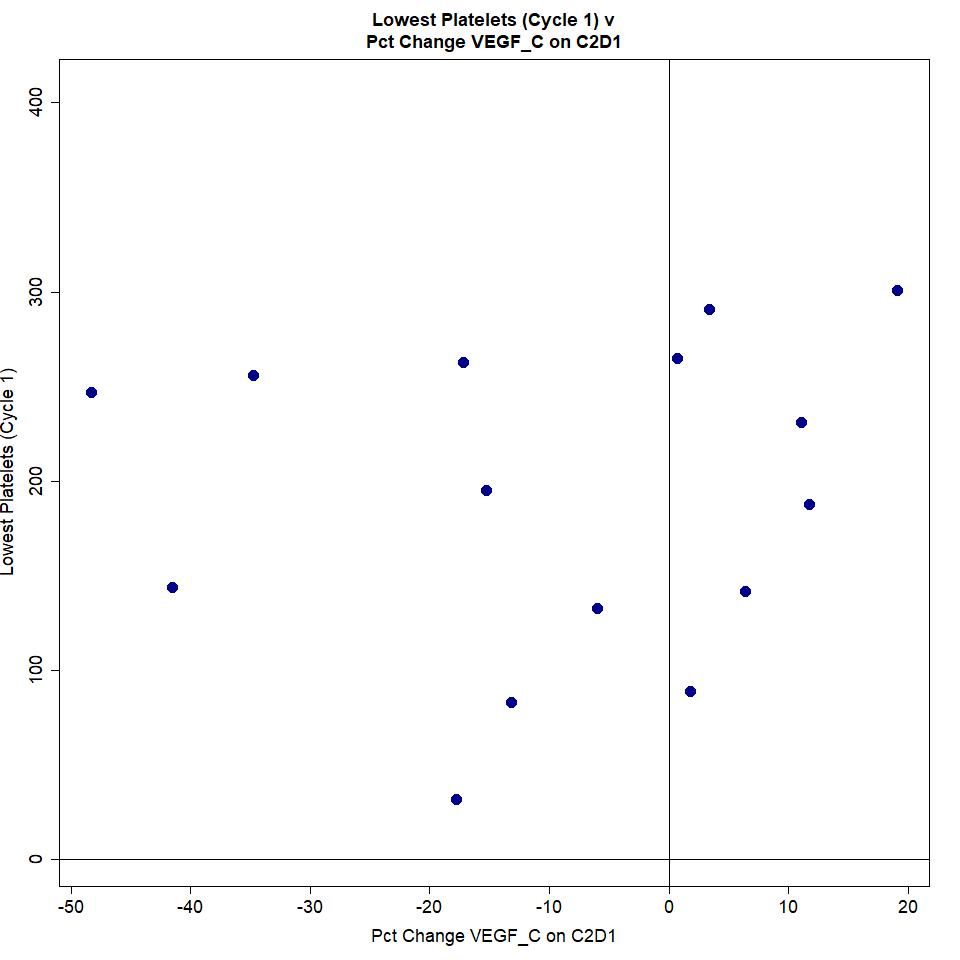 Lowest Platelets (Cycle 1) v
Pct Change VEGF_C on C2D1
Lowest Platelets (Cycle 1)
400
300
200
100
0
-50 -40 -30 -20 -10 0 10 20
Pct Change VEGF_C on C2D1